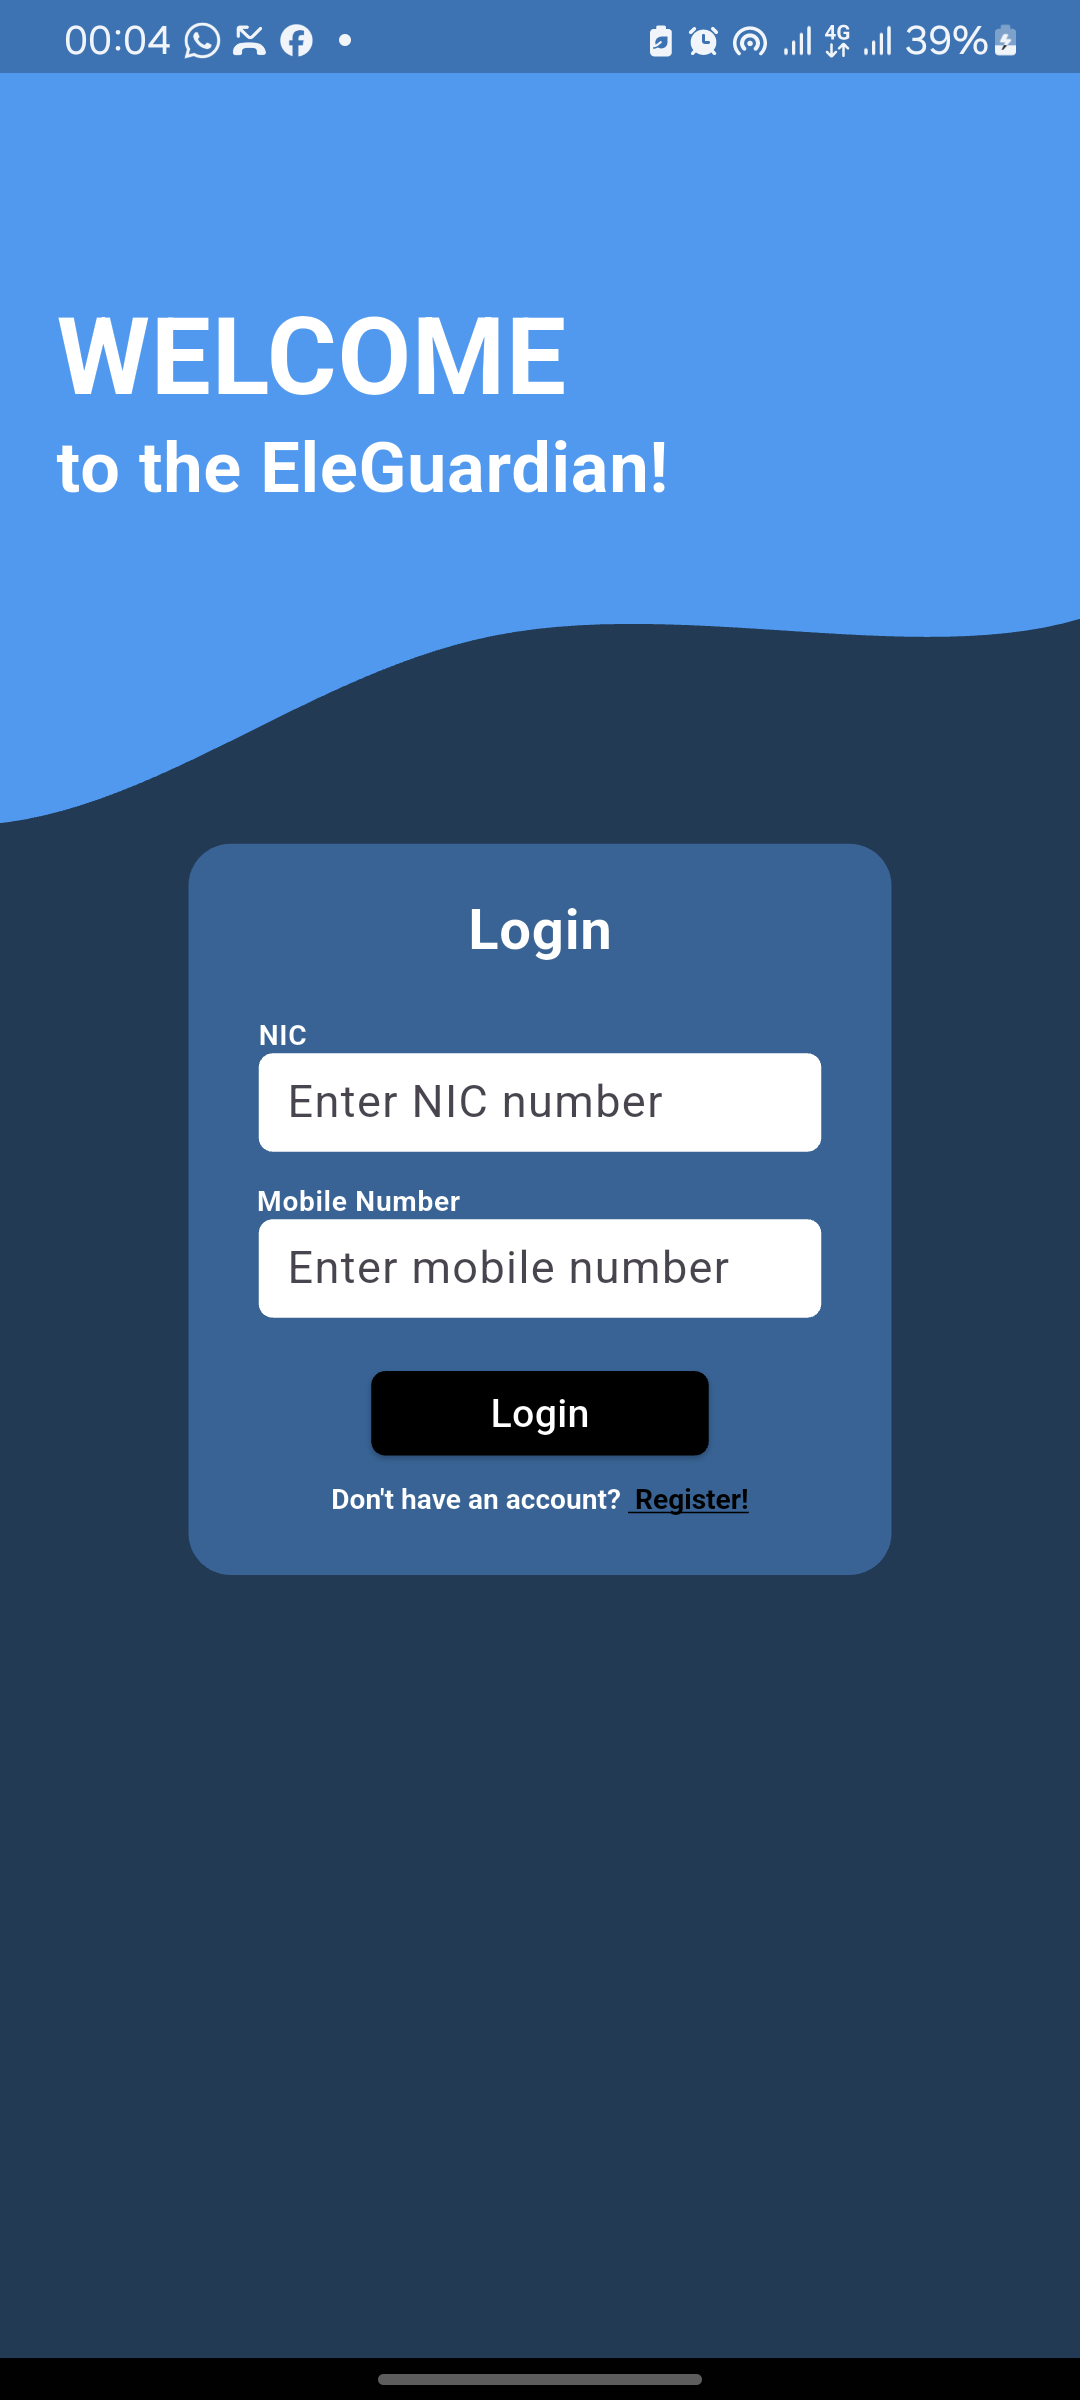 00:04 4G 39%
WELCOME
to the EleGuardian!
Login
NIC
Enter NIC number
Mobile Number
Enter mobile number
Login
Don't have an account? Register!